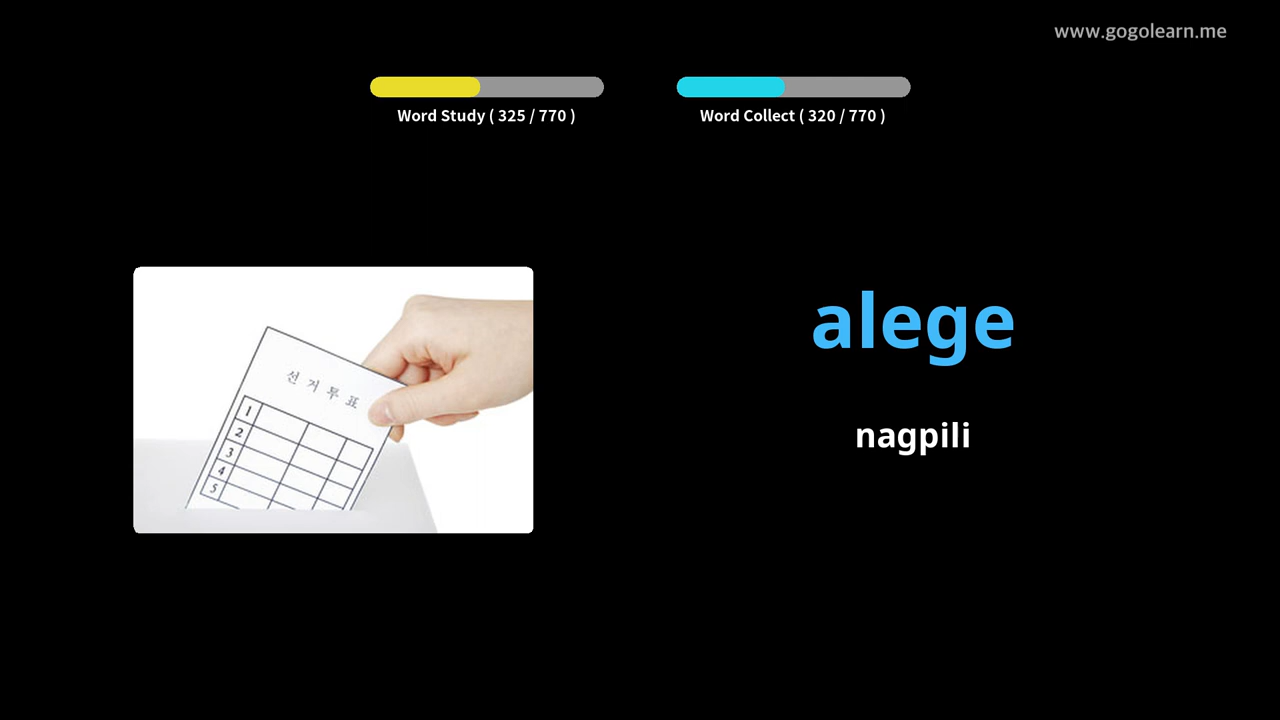 www.gogolearn.me
Word Study ( 325 / 770 )
Word Collect ( 320 / 770 )
선거투표
1
2
3
4
5
alege
nagpili